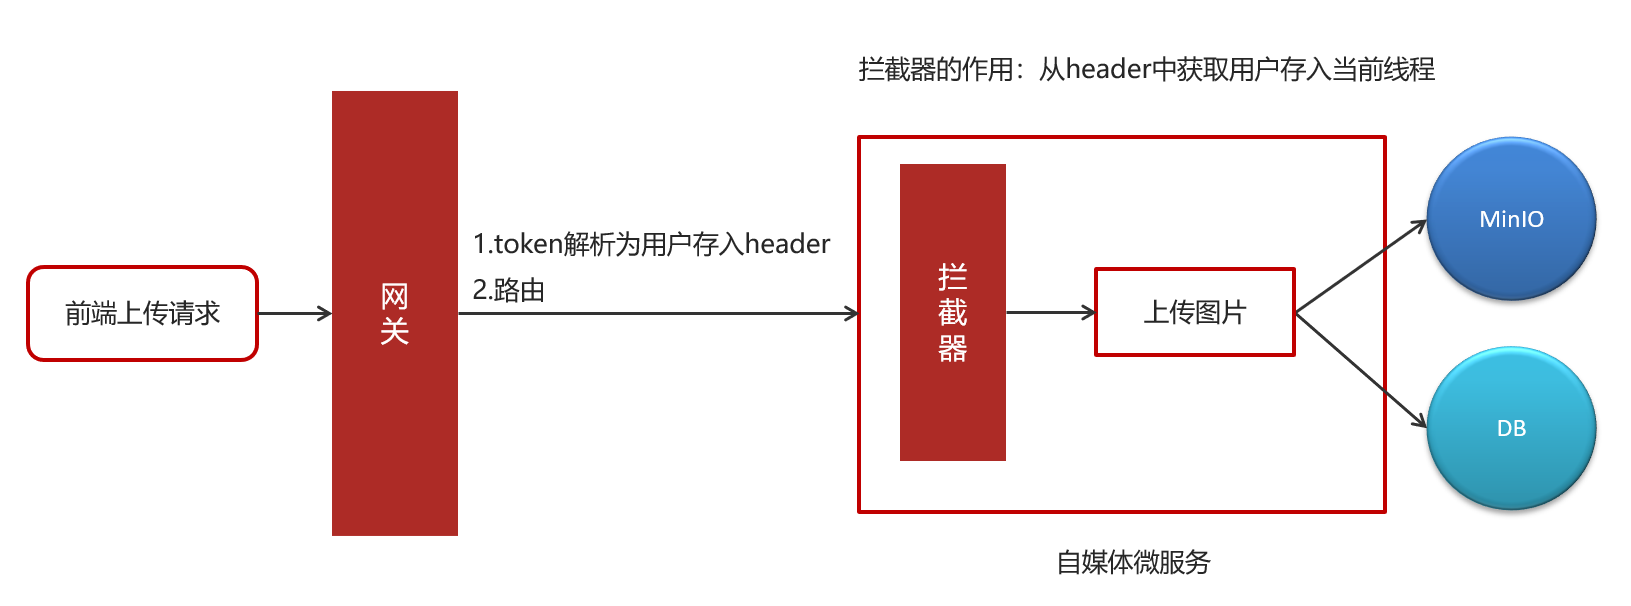 拦截器的作用：从header中获取用户存入当前线程
前端上传请求
网关
1.token解析为用户存入header
2.路由
拦截器
上传图片
MinIO
DB
自媒体微服务